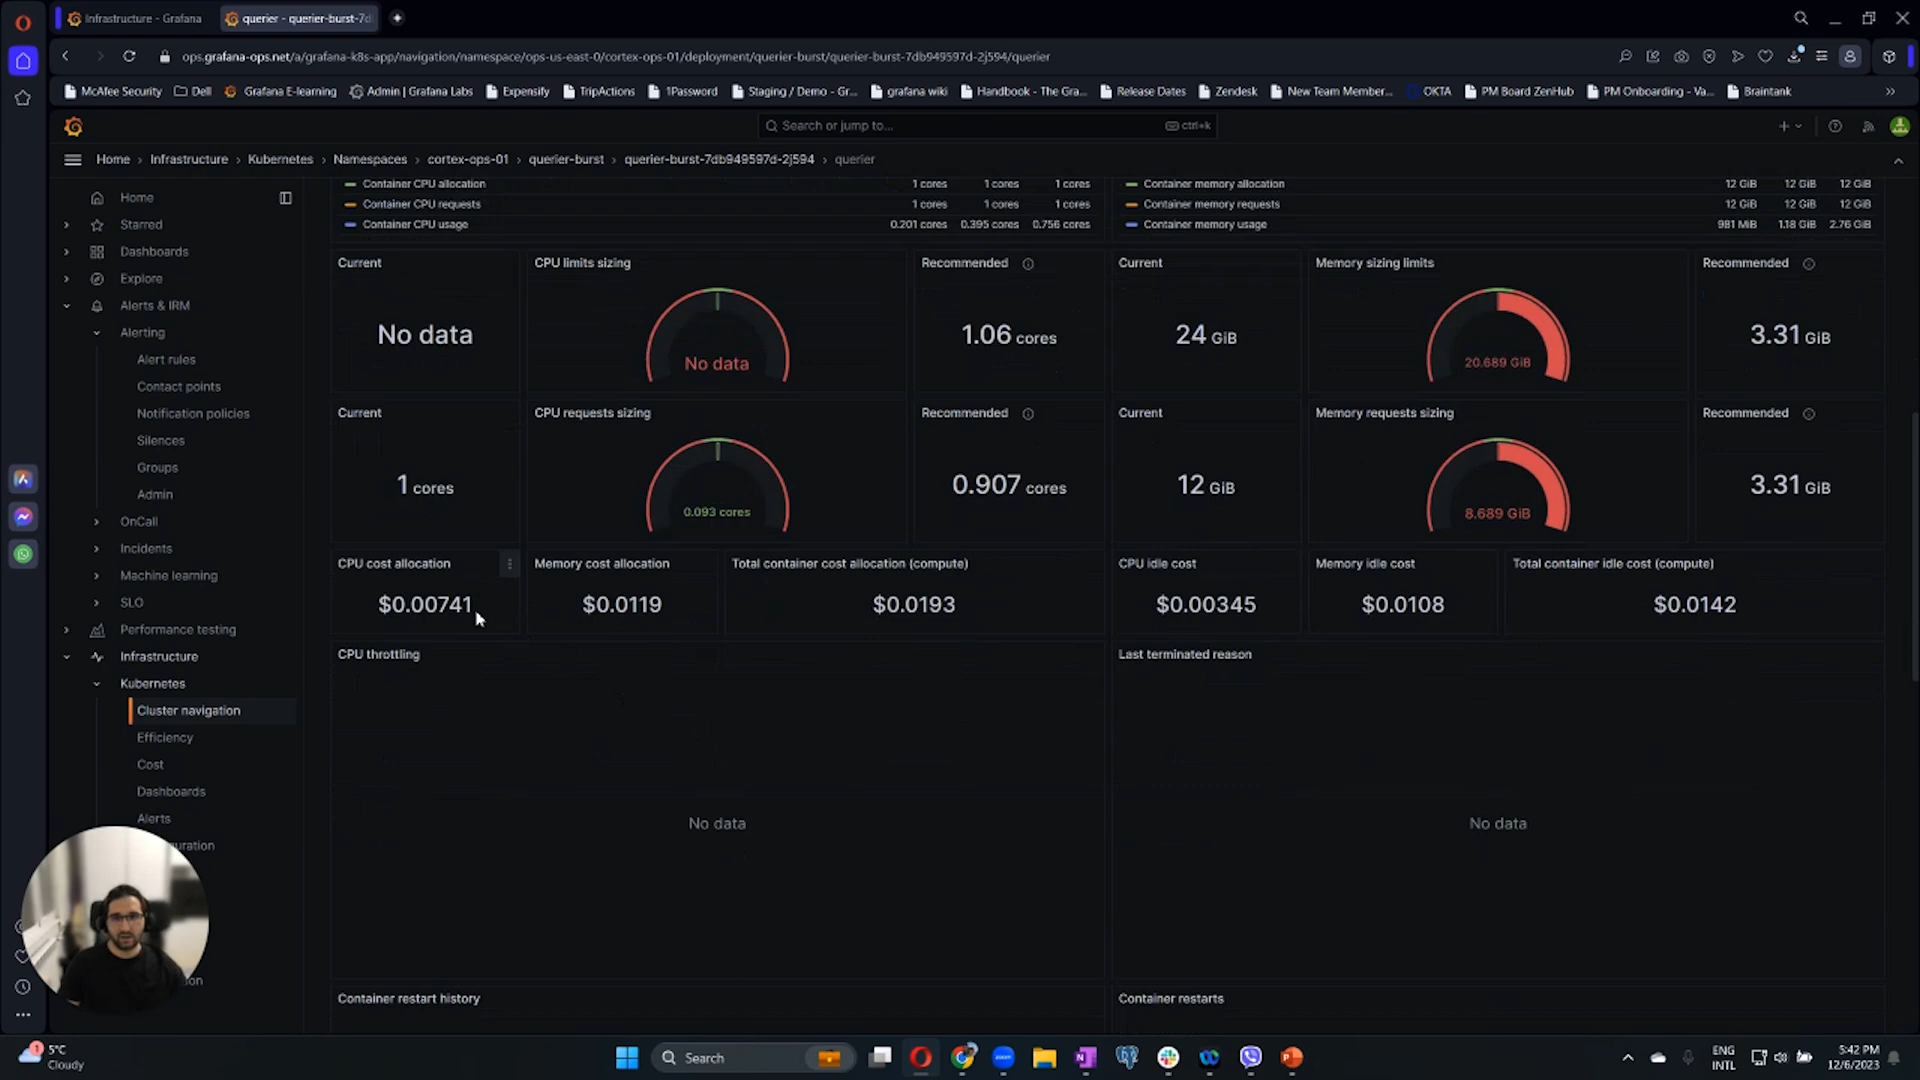 Infrastructure - Grafana
querier - querier-burst-7d
ops.grafana-ops.net/a/grafana-k8s-app/navigation/namespace/ops-us-east-0/cortex-ops-01/deployment/querier-burst/querier-burst-7db949597d-2j594/querier
McAfee Security Dell Grafana E-learning Admin | Grafana Labs Expensify TripActions 1Password Staging / Demo - Gr... grafana wiki Handbook - The Gra... Release Dates Zendesk New Team Member... OKTA PM Board ZenHub PM Onboarding - Va... Braintank
Search or jump to... ctrl+k
Home › Infrastructure › Kubernetes › Namespaces › cortex-ops-01 › querier-burst › querier-burst-7db949597d-2j594 › querier
Home
Starred
Dashboards
Explore
Alerts & IRM
Alerting
Alert rules
Contact points
Notification policies
Silences
Groups
Admin
OnCall
Incidents
Machine learning
SLO
Performance testing
Infrastructure
Kubernetes
Cluster navigation
Efficiency
Cost
Dashboards
Alerts
uration
on
Container CPU allocation 1 cores 1 cores 1 cores
Container CPU requests 1 cores 1 cores 1 cores
Container CPU usage 0.201 cores 0.395 cores 0.756 cores
Container memory allocation 12 GiB 12 GiB 12 GiB
Container memory requests 12 GiB 12 GiB 12 GiB
Container memory usage 981 MiB 1.18 GiB 2.76 GiB
Current CPU limits sizing Recommended Current Memory sizing limits Recommended
No data No data 1.06 cores 24 GiB 20.689 GiB 3.31 GiB
Current CPU requests sizing Recommended Current Memory requests sizing Recommended
1 cores 0.093 cores 0.907 cores 12 GiB 8.689 GiB 3.31 GiB
CPU cost allocation Memory cost allocation Total container cost allocation (compute) CPU idle cost Memory idle cost Total container idle cost (compute)
$0.00741 $0.0119 $0.0193 $0.00345 $0.0108 $0.0142
CPU throttling Last terminated reason
No data No data
Container restart history Container restarts
1
5°C
Cloudy
Search
zoom
ENG
INTL
5:42 PM
12/6/2023